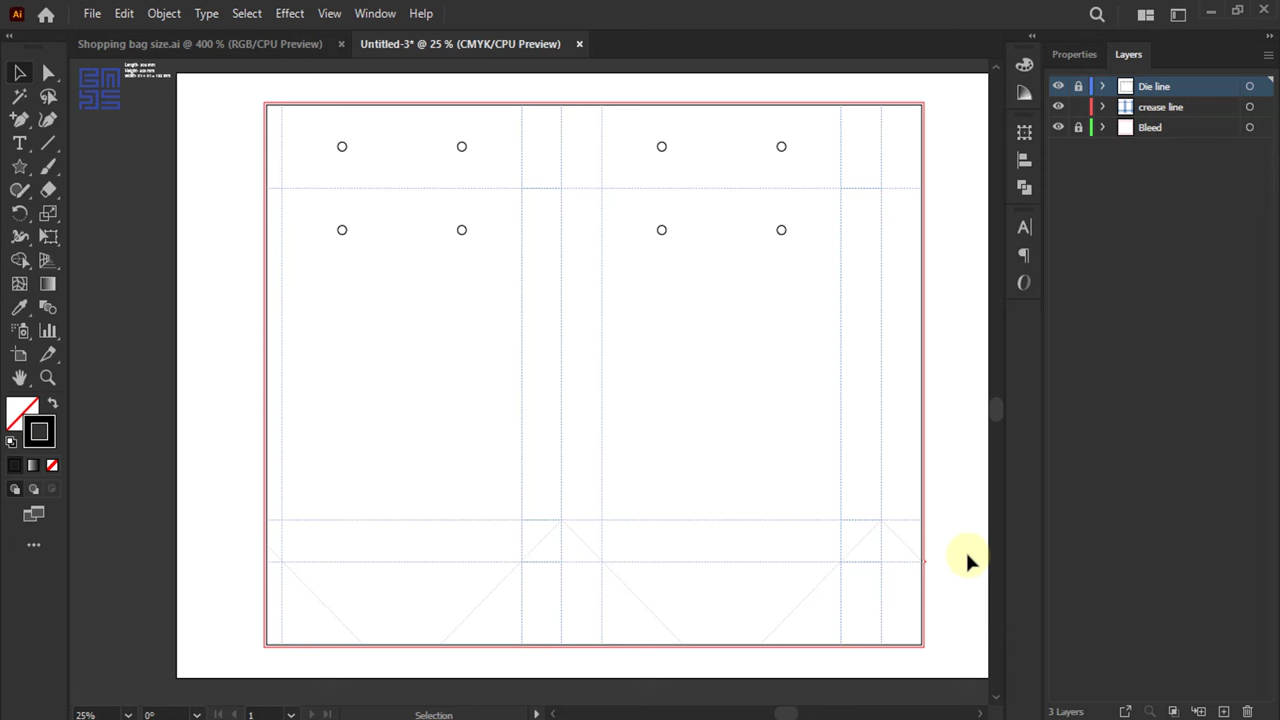 Ai File Edit Object Type Select Effect View Window Help
Shopping bag size.ai @ 400 % (RGB/CPU Preview) × Untitled-3* @ 25 % (CMYK/CPU Preview) ×
Properties Layers
Die line
crease line
Bleed
25% 0° 1 Selection
3 Layers